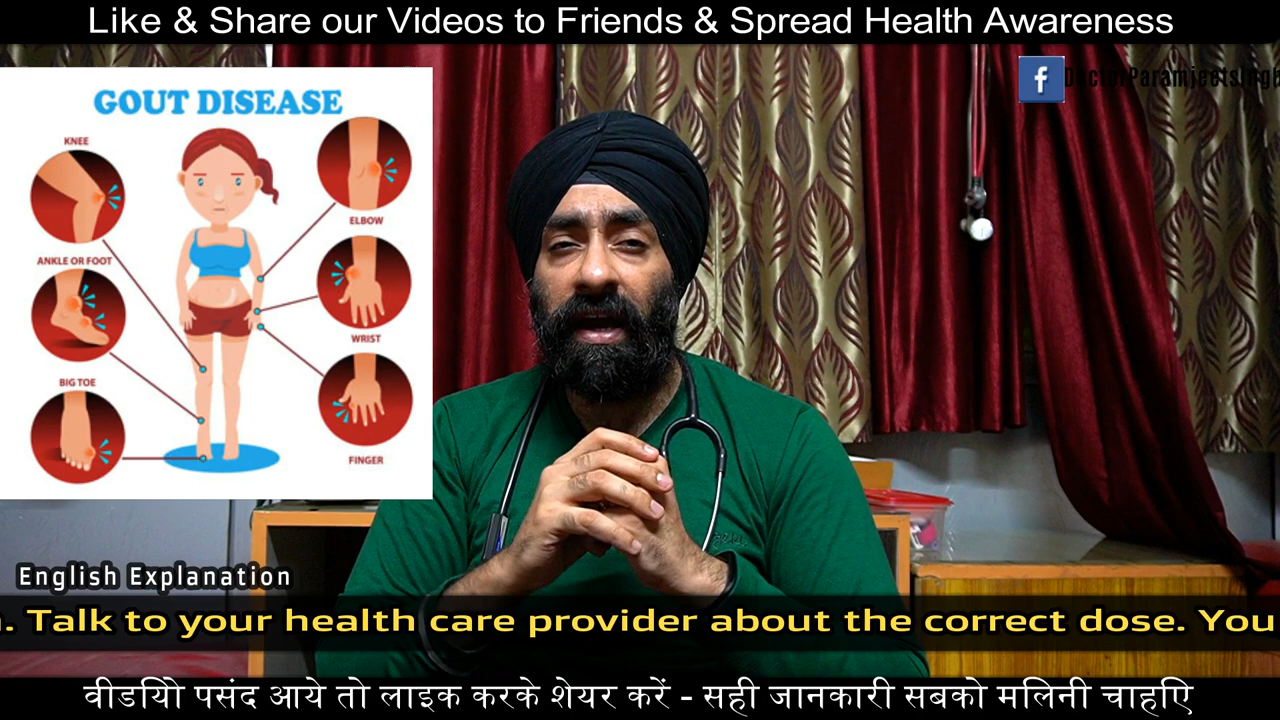 Like & Share our Videos to Friends & Spread Health Awareness
f DoctorParamjeetsingh
GOUT DISEASE
KNEE
ELBOW
ANKLE OR FOOT
WRIST
BIG TOE
FINGER
English Explanation
. Talk to your health care provider about the correct dose. You
वीडियो पसंद आये तो लाइक करके शेयर करें - सही जानकारी सबको मिलनी चाहिए